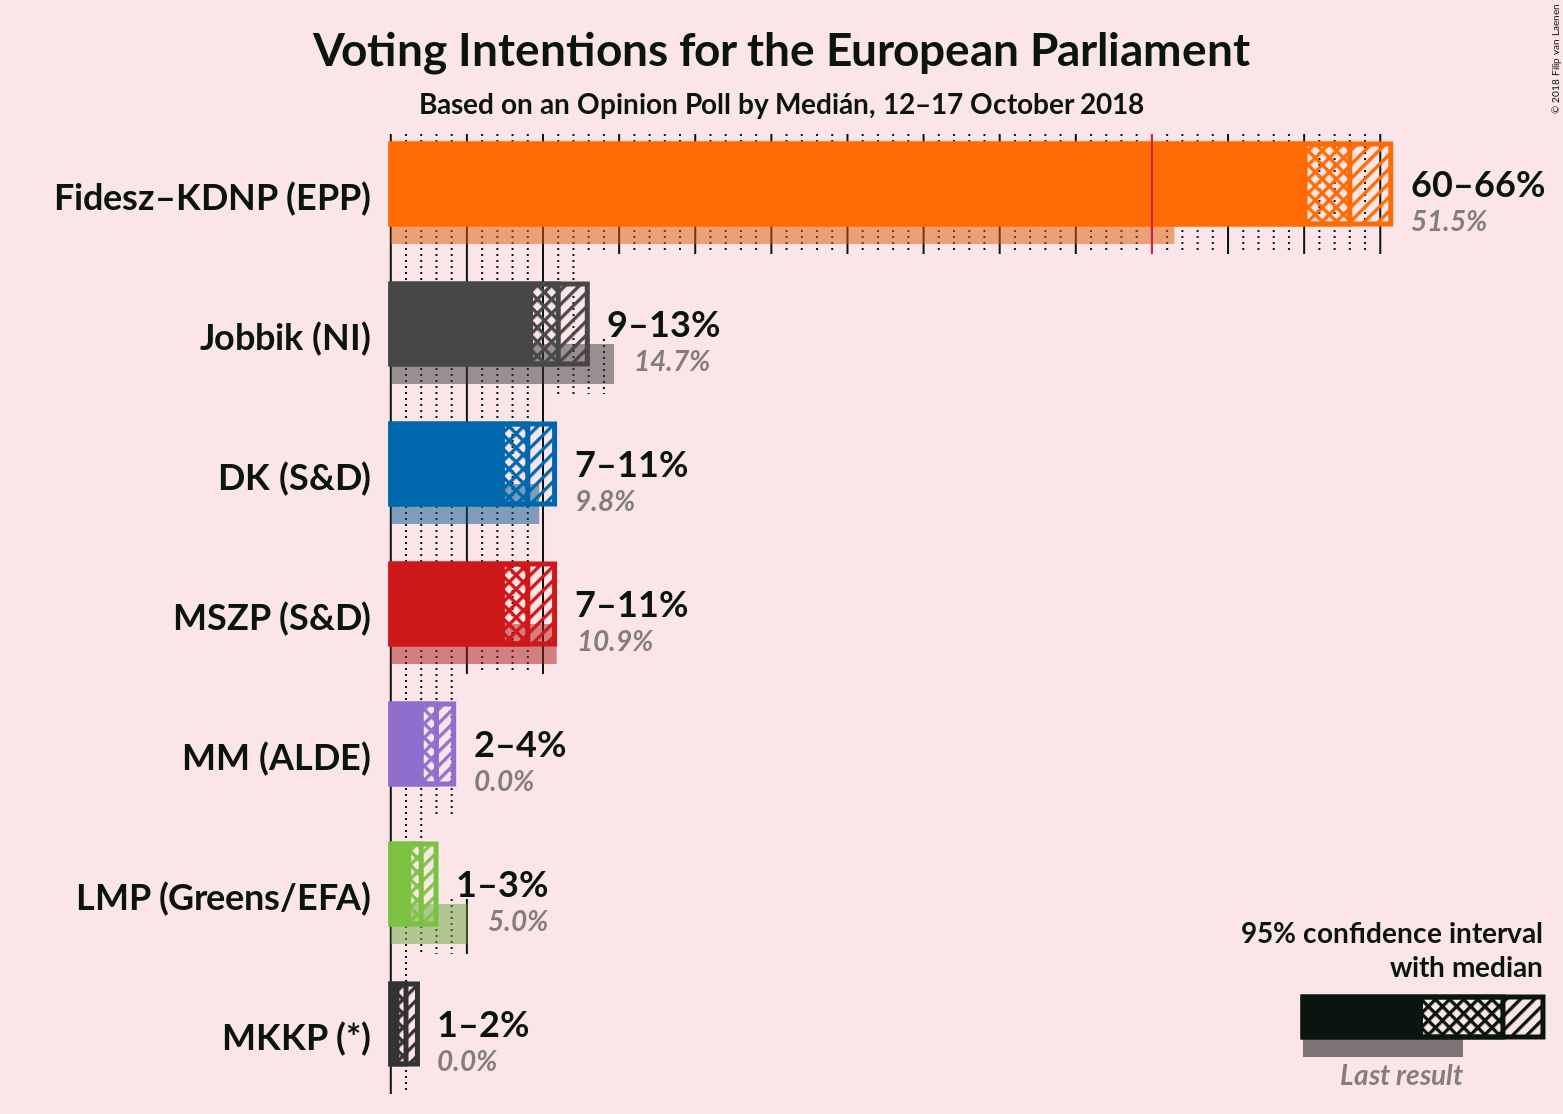 Voting Intentions for the European Parliament
Based on an Opinion Poll by Medián, 12–17 October 2018
© 2018 Filip van Laenen
Fidesz–KDNP (EPP)
60–66%
51.5%
Jobbik (NI)
9–13%
14.7%
DK (S&D)
7–11%
9.8%
MSZP (S&D)
7–11%
10.9%
MM (ALDE)
2–4%
0.0%
LMP (Greens/EFA)
1–3%
5.0%
MKKP (*)
1–2%
0.0%
95% confidence interval
with median
Last result